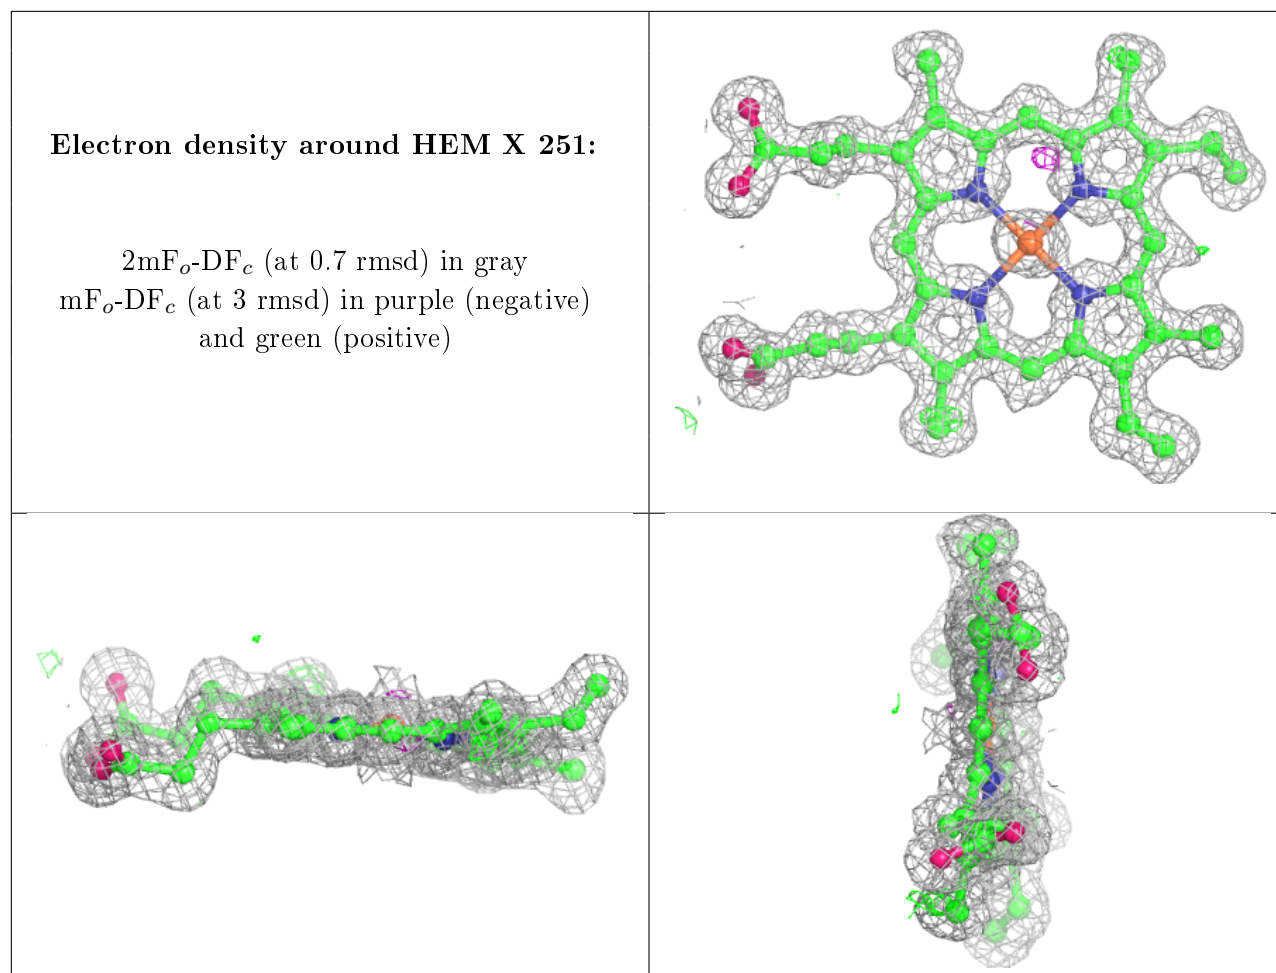 Electron density around HEM X 251:
2mFₒ-DF𝒸 (at 0.7 rmsd) in gray
mFₒ-DF𝒸 (at 3 rmsd) in purple (negative)
and green (positive)